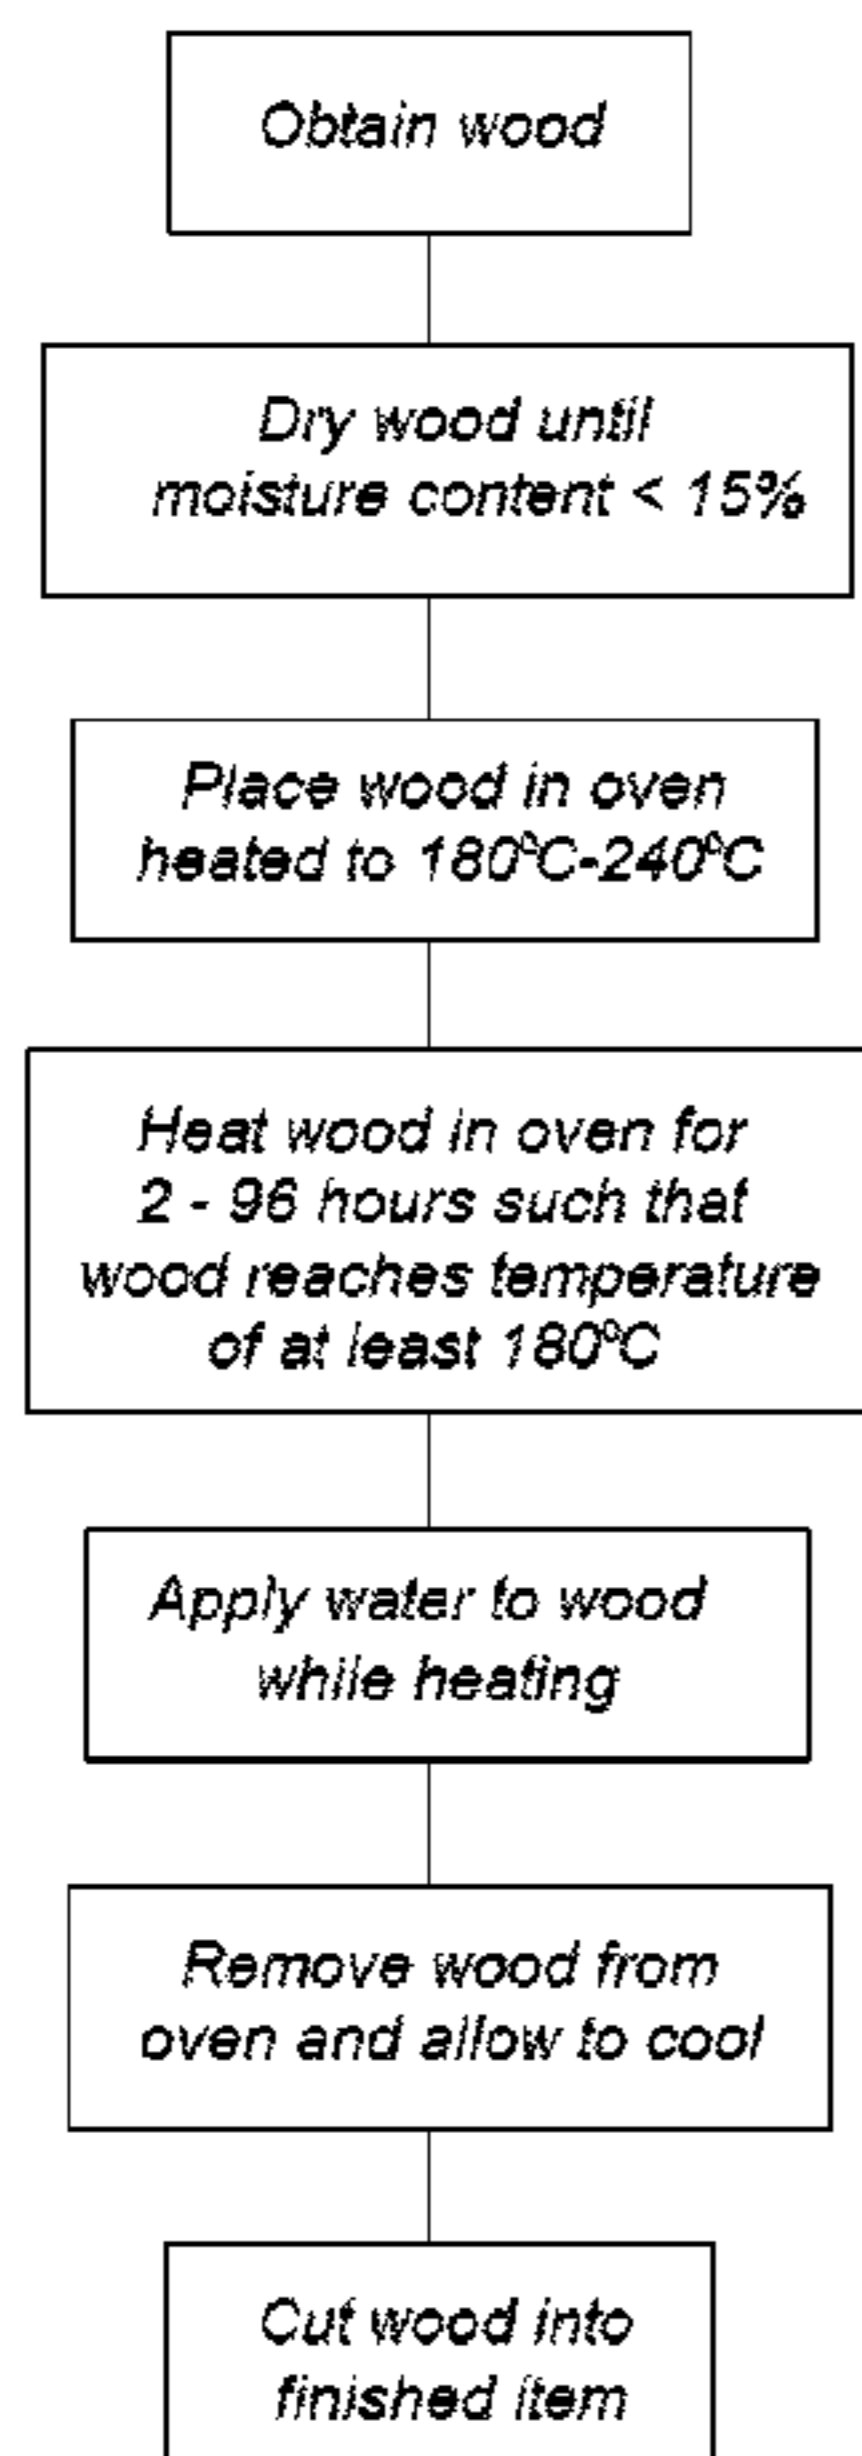 Obtain wood
Dry wood until
moisture content < 15%
Place wood in oven
heated to 180°C-240°C
Heat wood in oven for
2 - 96 hours such that
wood reaches temperature
of at least 180°C
Apply water to wood
while heating
Remove wood from
oven and allow to cool
Cut wood into
finished item